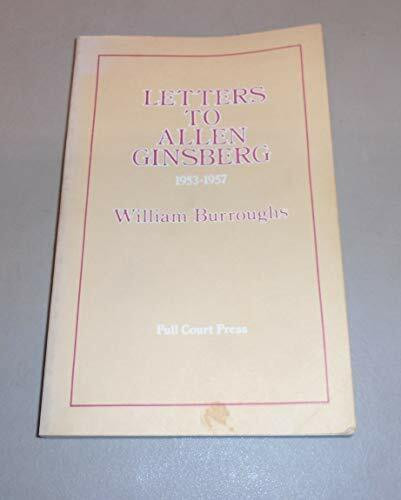 LETTERS
TO
ALLEN
GINSBERG
1953-1957
William Burroughs
Full Court Press